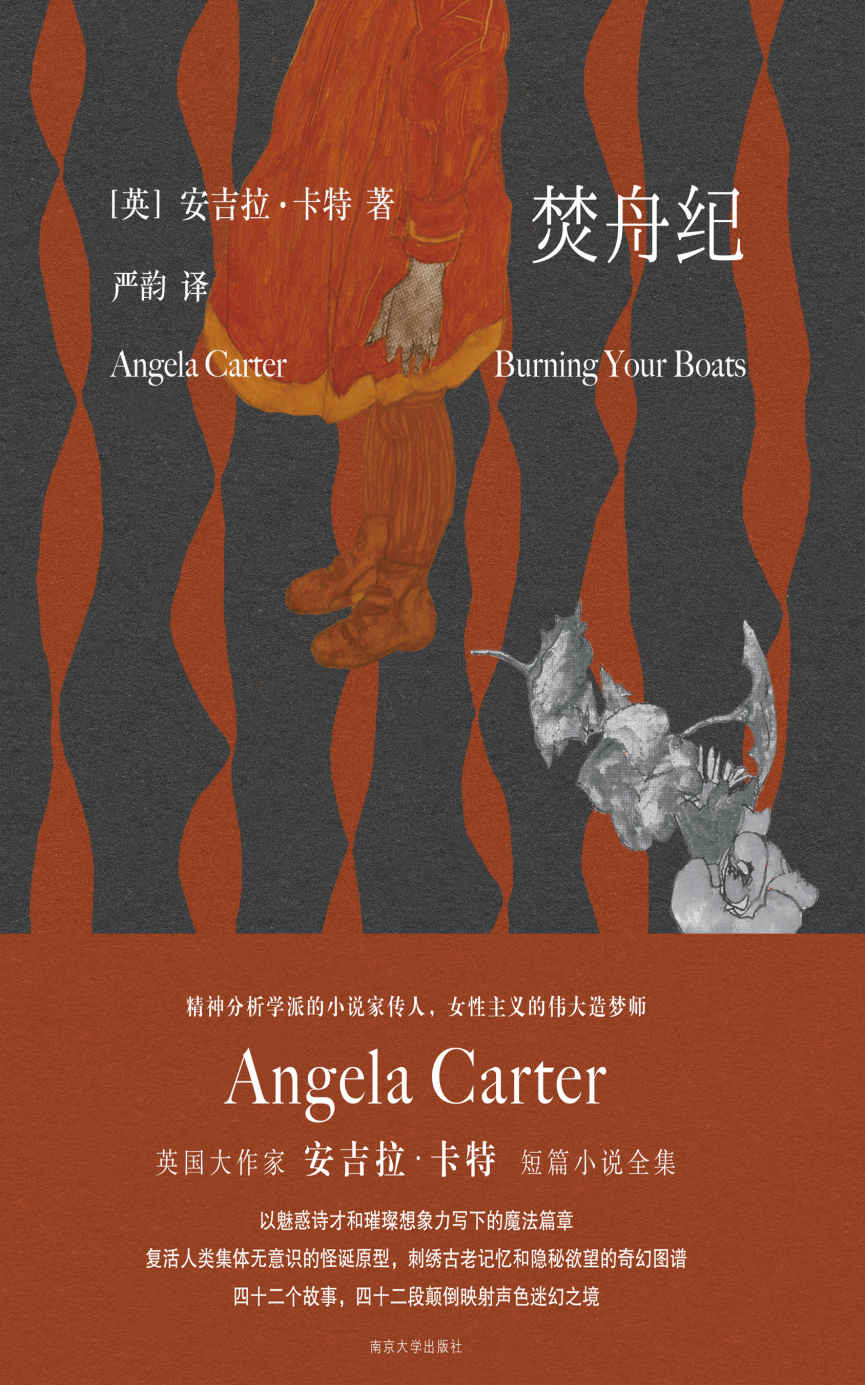 [英] 安吉拉·卡特 著
焚舟纪
严韵 译
Angela Carter
Burning Your Boats
精神分析学派的小说家传人，女性主义的伟大造梦师
Angela Carter
英国大作家 安吉拉·卡特 短篇小说全集
以魅惑诗才和璀璨想象力写下的魔法篇章
复活人类集体无意识的怪诞原型，刺绣古老记忆和隐秘欲望的奇幻图谱
四十二个故事，四十二段颠倒映射声色迷幻之境
南京大学出版社